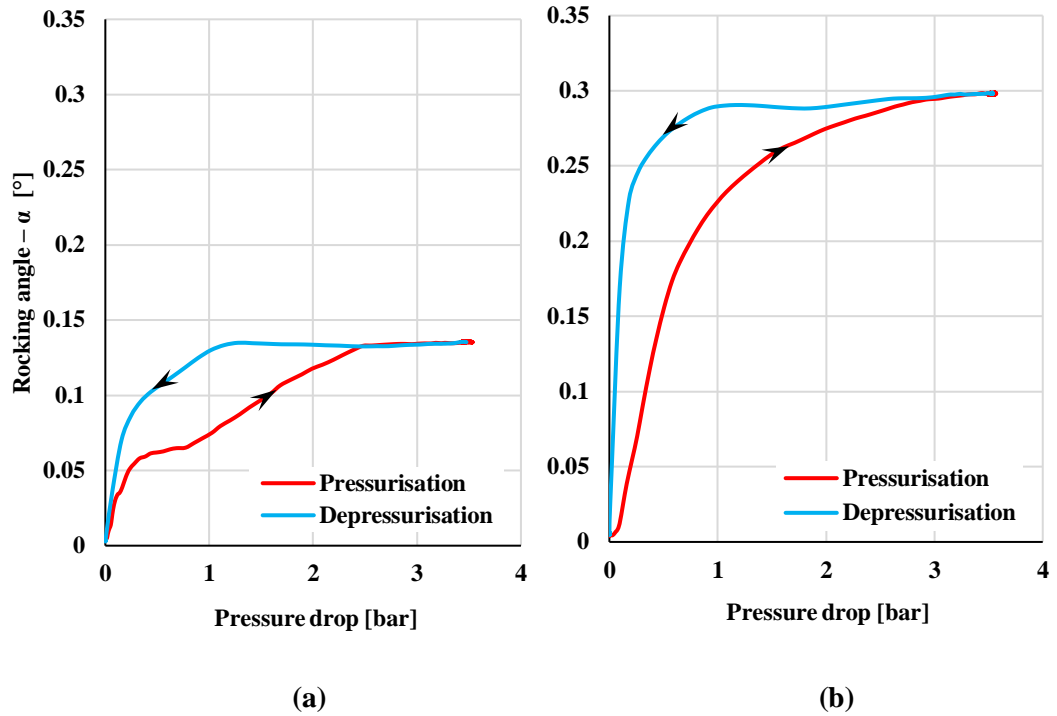 0.35
0.3
0.25
0.2
0.15
0.1
0.05
0
Rocking angle – α [°]
Pressurisation
Depressurisation
0 1 2 3 4
Pressure drop [bar]
(a)
0.35
0.3
0.25
0.2
0.15
0.1
0.05
0
Pressurisation
Depressurisation
0 1 2 3 4
Pressure drop [bar]
(b)